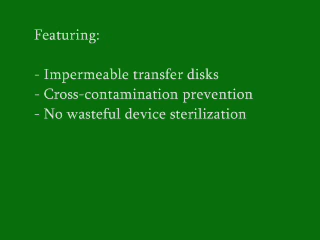 Featuring:
- Impermeable transfer disks
- Cross-contamination prevention
- No wasteful device sterilization